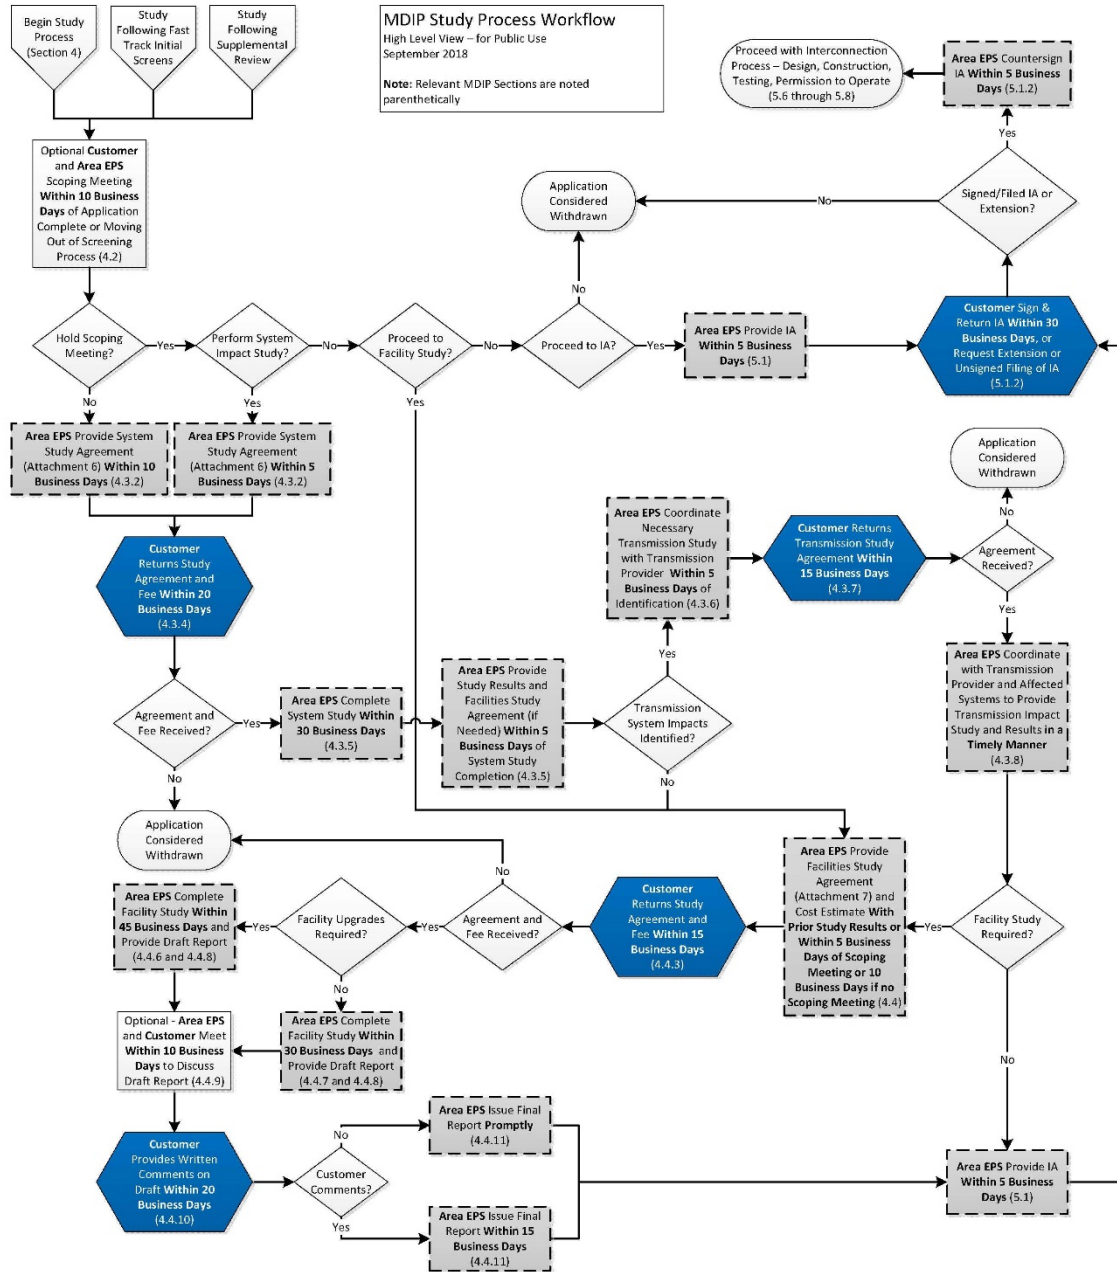 Begin Study
Process
(Section 4)
Study
Following Fast
Track Initial
Screens
Study
Following
Supplemental
Review
MDIP Study Process Workflow
High Level View – for Public Use
September 2018
Note: Relevant MDIP Sections are noted
parenthetically
Proceed with Interconnection
Process – Design, Construction,
Testing, Permission to Operate
(5.6 through 5.8)
Area EPS Countersign
IA Within 5 Business
Days (5.1.2)
Yes
Optional Customer
and Area EPS
Scoping Meeting
Within 10 Business
Days of Application
Complete or Moving
Out of Screening
Process (4.2)
Application
Considered
Withdrawn
No
Signed/Filed IA or
Extension?
No
Hold Scoping
Meeting?
Yes
Perform System
Impact Study?
No
Proceed to
Facility Study?
No
Proceed to IA?
Yes
Area EPS Provide IA
Within 5 Business
Days (5.1)
Customer Sign &
Return IA Within 30
Business Days, or
Request Extension or
Unsigned Filing of IA
(5.1.2)
No
Yes
Yes
Area EPS Provide System
Study Agreement
(Attachment 6) Within 10
Business Days (4.3.2)
Area EPS Provide System
Study Agreement
(Attachment 6) Within 5
Business Days (4.3.2)
Application
Considered
Withdrawn
No
Customer
Returns Study
Agreement and
Fee Within 20
Business Days
(4.3.4)
Area EPS Coordinate
Necessary
Transmission Study
with Transmission
Provider Within 5
Business Days of
Identification (4.3.6)
Customer Returns
Transmission Study
Agreement Within
15 Business Days
(4.3.7)
Agreement
Received?
Yes
Yes
Agreement and
Fee Received?
Yes
Area EPS Complete
System Study Within
30 Business Days
(4.3.5)
Area EPS Provide
Study Results and
Facilities Study
Agreement (if
Needed) Within 5
Business Days of
System Study
Completion (4.3.5)
Transmission
System Impacts
Identified?
Area EPS Coordinate
with Transmission
Provider and Affected
Systems to Provide
Transmission Impact
Study and Results in a
Timely Manner
(4.3.8)
No
No
Application
Considered
Withdrawn
No
Area EPS Complete
Facility Study Within
45 Business Days and
Provide Draft Report
(4.4.6 and 4.4.8)
Yes
Facility Upgrades
Required?
Yes
Agreement and
Fee Received?
Customer
Returns Study
Agreement and
Fee Within 15
Business Days
(4.4.3)
Area EPS Provide
Facilities Study
Agreement
(Attachment 7) and
Cost Estimate With
Prior Study Results or
Within 5 Business
Days of Scoping
Meeting or 10
Business Days if no
Scoping Meeting (4.4)
Yes
Facility Study
Required?
No
No
Optional - Area EPS
and Customer Meet
Within 10 Business
Days to Discuss
Draft Report (4.4.9)
Area EPS Complete
Facility Study Within
30 Business Days and
Provide Draft Report
(4.4.7 and 4.4.8)
Customer
Provides Written
Comments on
Draft Within 20
Business Days
(4.4.10)
Customer
Comments?
No
Area EPS Issue Final
Report Promptly
(4.4.11)
Yes
Area EPS Issue Final
Report Within 15
Business Days
(4.4.11)
Area EPS Provide IA
Within 5 Business
Days (5.1)